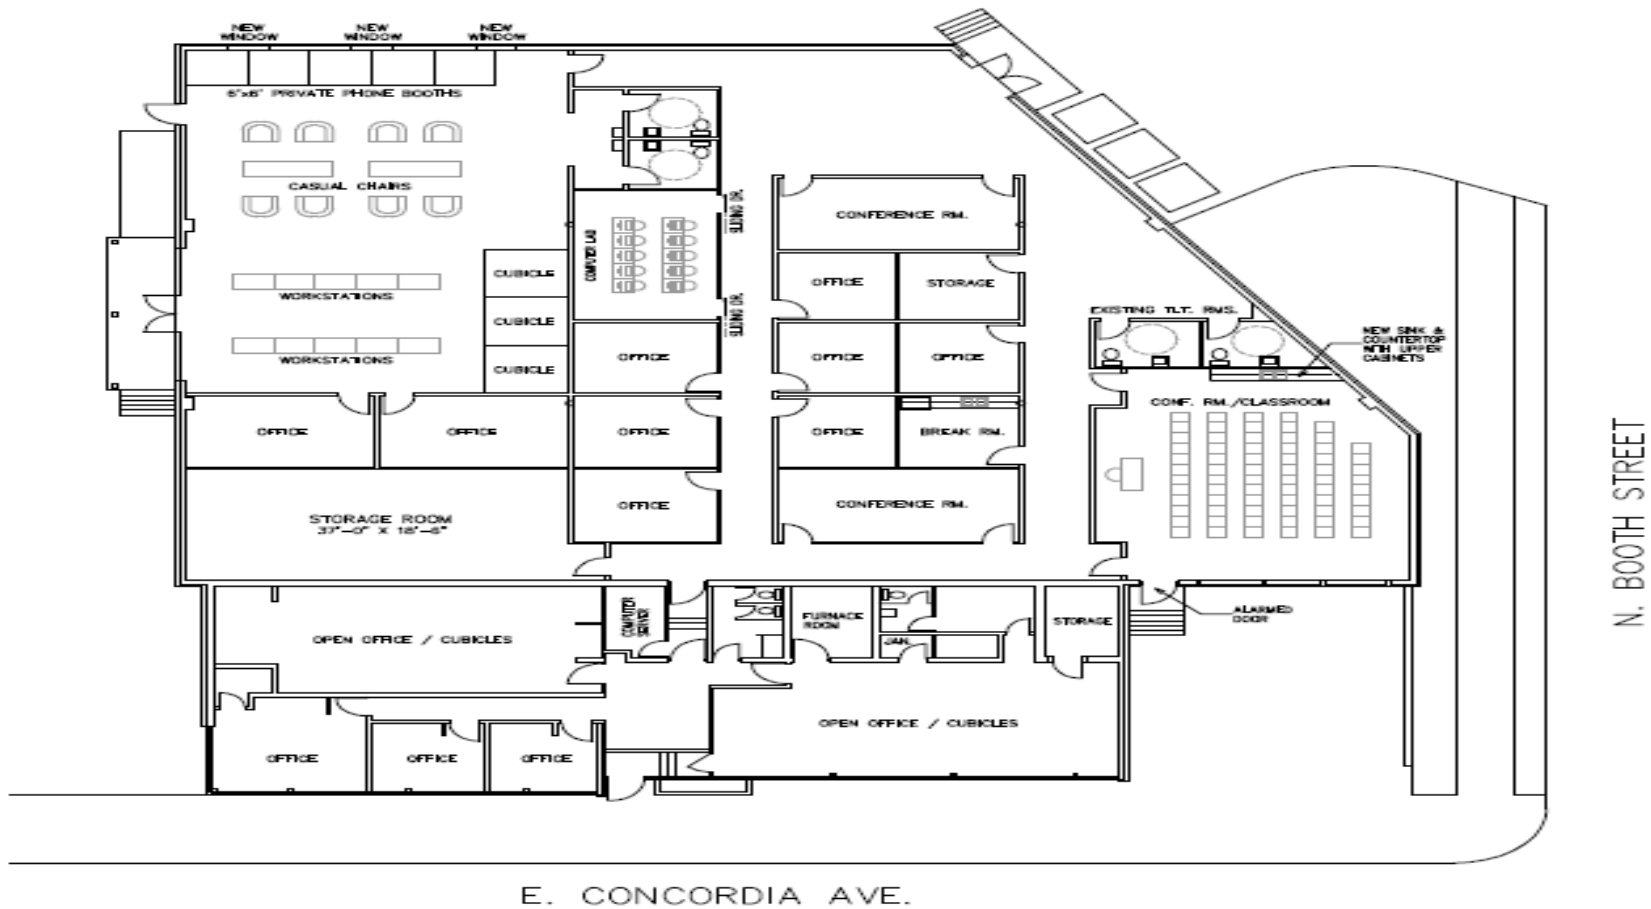 NEW
WINDOW
NEW
WINDOW
NEW
WINDOW
6'x6' PRIVATE PHONE BOOTHS
CASUAL CHAIRS
WORKSTATIONS
WORKSTATIONS
CUBICLE
CUBICLE
CUBICLE
COMPUTER LAB
SLIDING DR.
SLIDING DR.
CONFERENCE RM.
OFFICE
STORAGE
OFFICE
OFFICE
OFFICE
OFFICE
OFFICE
OFFICE
OFFICE
BREAK RM.
EXISTING TLT. RMS.
NEW SINK &
COUNTERTOP
WITH UPPER
CABINETS
CONF. RM./CLASSROOM
STORAGE ROOM
37'-0" X 18'-6"
OFFICE
CONFERENCE RM.
OPEN OFFICE / CUBICLES
COMPUTER
SERVER
FURNACE
ROOM
JAN.
STORAGE
ALARMED
DOOR
OPEN OFFICE / CUBICLES
OFFICE
OFFICE
OFFICE
N. BOOTH STREET
E. CONCORDIA AVE.